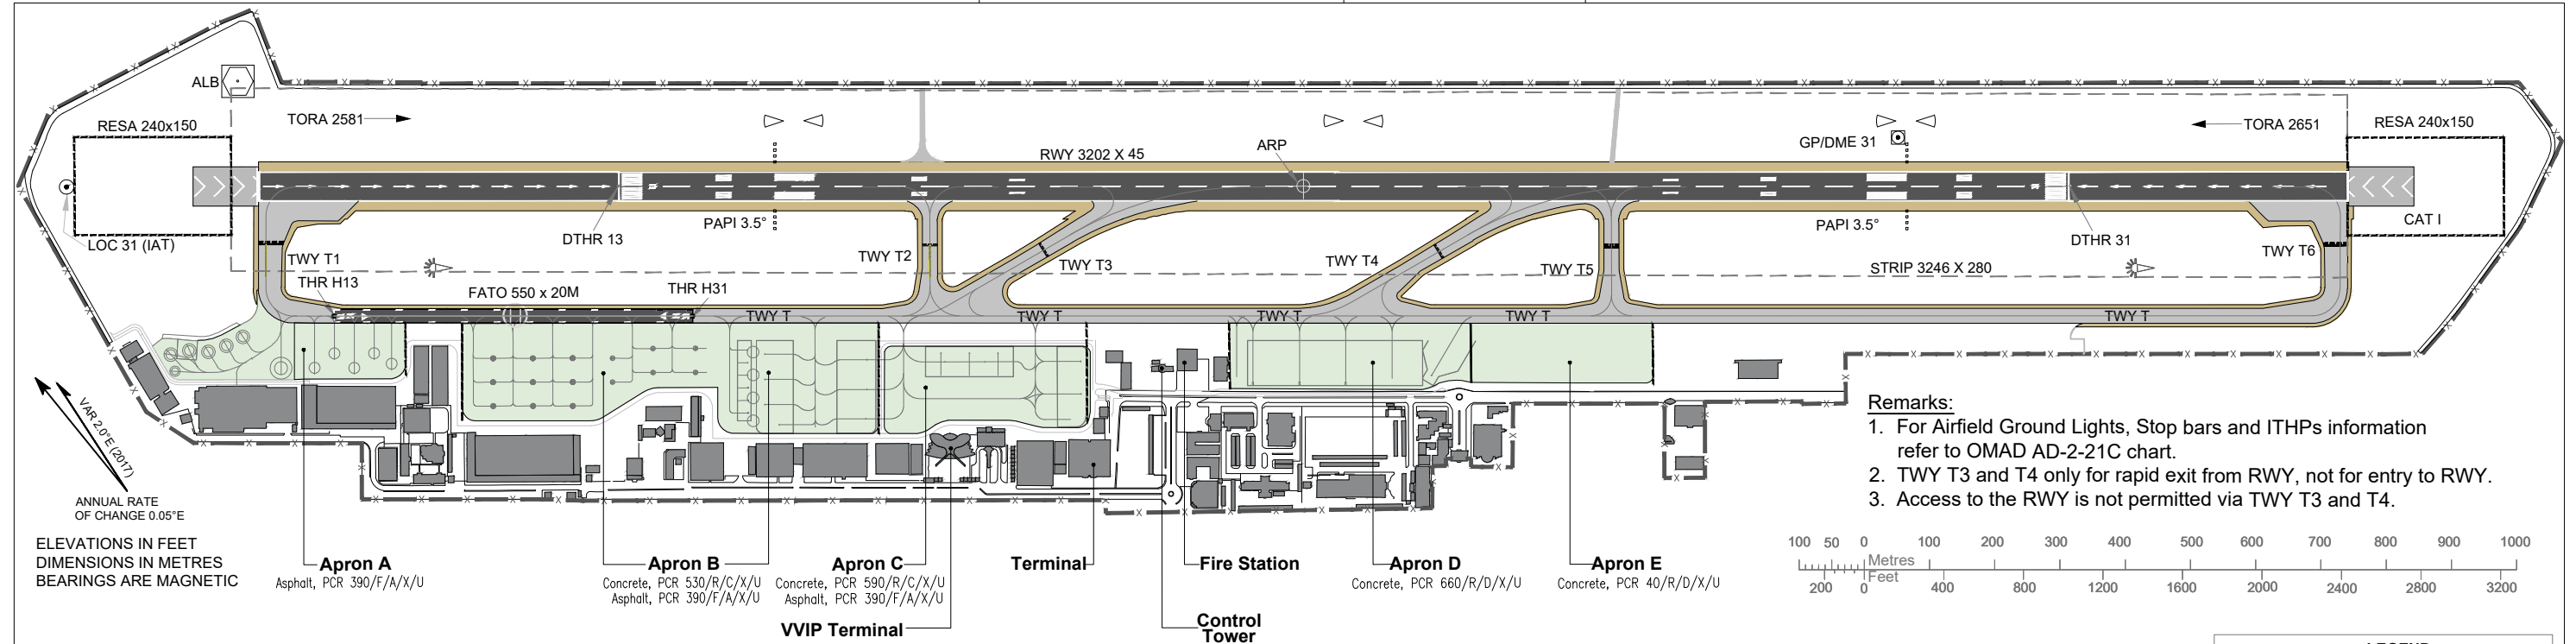 ALB
RESA 240x150
TORA 2581
RWY 3202 X 45
ARP
GP/DME 31
TORA 2651
RESA 240x150
LOC 31 (IAT)
DTHR 13
PAPI 3.5°
PAPI 3.5°
DTHR 31
CAT I
TWY T1
TWY T2
TWY T3
TWY T4
TWY T5
TWY T6
STRIP 3246 X 280
THR H13
FATO 550 x 20M
THR H31
TWY T
TWY T
TWY T
TWY T
TWY T
VAR.2.0°E (2017)
ANNUAL RATE
OF CHANGE 0.05°E
ELEVATIONS IN FEET
DIMENSIONS IN METRES
BEARINGS ARE MAGNETIC
Remarks:
1. For Airfield Ground Lights, Stop bars and ITHPs information
refer to OMAD AD-2-21C chart.
2. TWY T3 and T4 only for rapid exit from RWY, not for entry to RWY.
3. Access to the RWY is not permitted via TWY T3 and T4.
Apron A
Asphalt, PCR 390/F/A/X/U
Apron B
Concrete, PCR 530/R/C/X/U
Asphalt, PCR 390/F/A/X/U
Apron C
Concrete, PCR 590/R/C/X/U
Asphalt, PCR 390/F/A/X/U
VVIP Terminal
Terminal
Control
Tower
Fire Station
Apron D
Concrete, PCR 660/R/D/X/U
Apron E
Concrete, PCR 40/R/D/X/U
100 50 0 100 200 300 400 500 600 700 800 900 1000
Metres
Feet
200 0 400 800 1200 1600 2000 2400 2800 3200